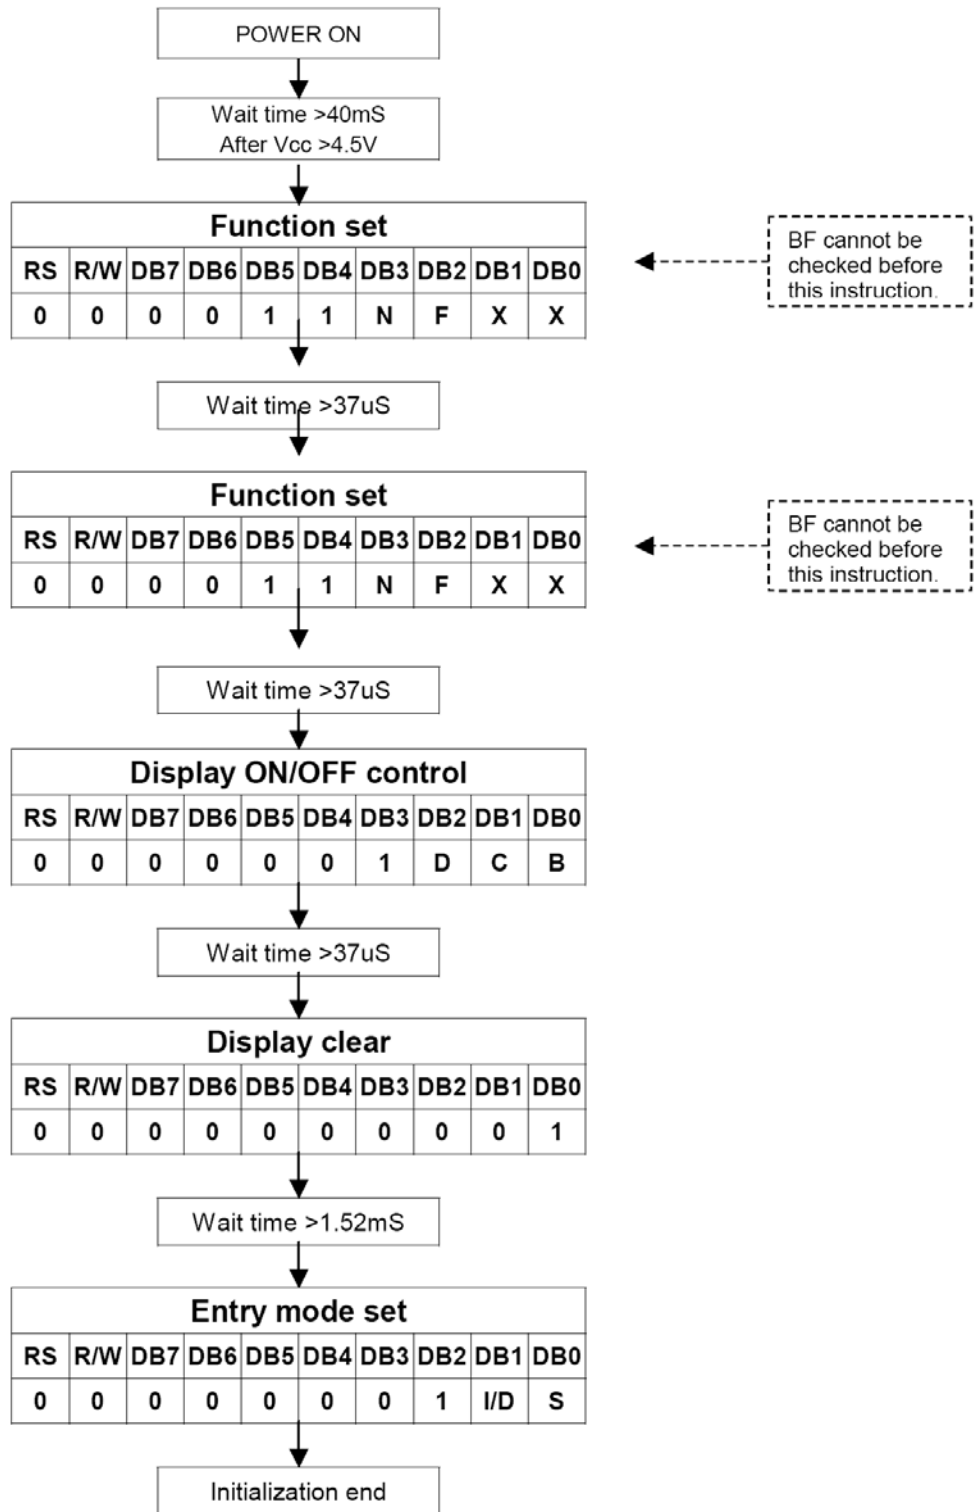 POWER ON
Wait time >40mS
After Vcc >4.5V
Function set
RS R/W DB7 DB6 DB5 DB4 DB3 DB2 DB1 DB0
0 0 0 0 1 1 N F X X
BF cannot be
checked before
this instruction.
Wait time >37uS
Function set
RS R/W DB7 DB6 DB5 DB4 DB3 DB2 DB1 DB0
0 0 0 0 1 1 N F X X
BF cannot be
checked before
this instruction.
Wait time >37uS
Display ON/OFF control
RS R/W DB7 DB6 DB5 DB4 DB3 DB2 DB1 DB0
0 0 0 0 0 0 1 D C B
Wait time >37uS
Display clear
RS R/W DB7 DB6 DB5 DB4 DB3 DB2 DB1 DB0
0 0 0 0 0 0 0 0 0 1
Wait time >1.52mS
Entry mode set
RS R/W DB7 DB6 DB5 DB4 DB3 DB2 DB1 DB0
0 0 0 0 0 0 0 1 I/D S
Initialization end